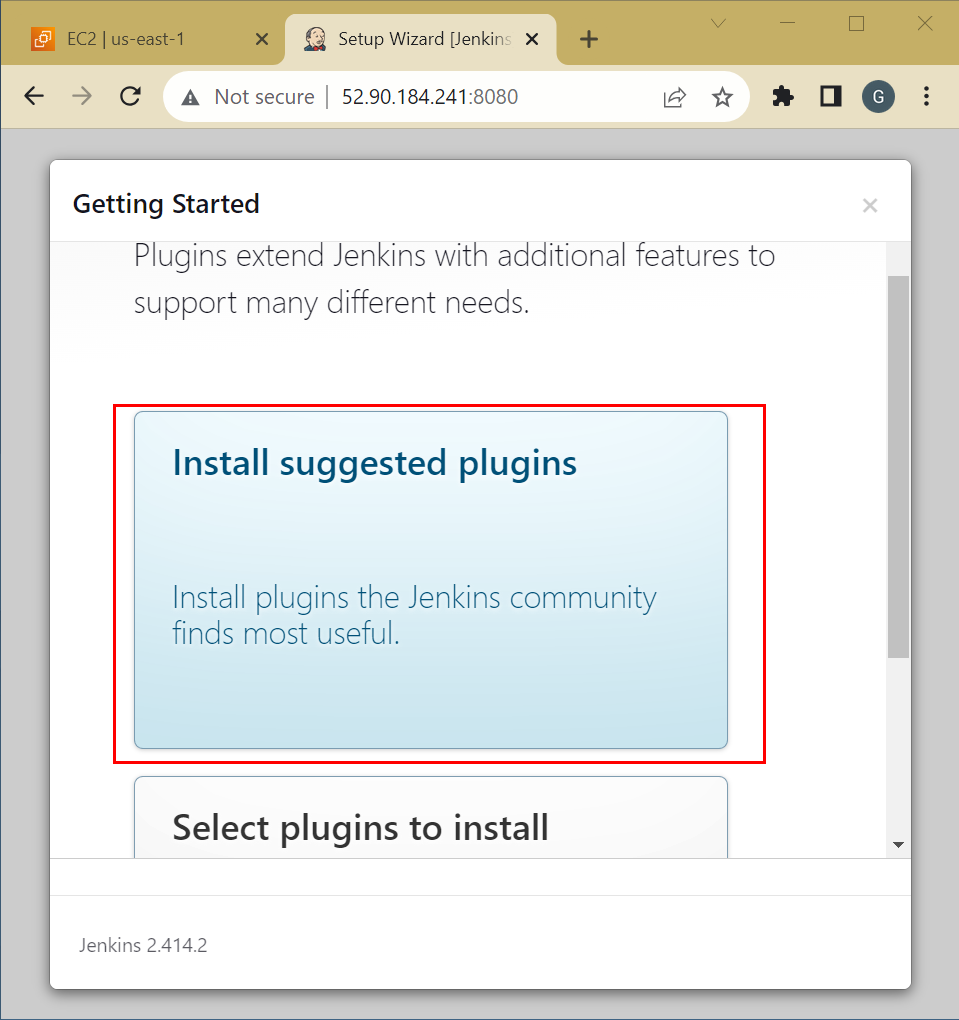 EC2 | us-east-1
Setup Wizard [Jenkins
Not secure
52.90.184.241:8080
G
Getting Started
Plugins extend Jenkins with additional features to
support many different needs.
Install suggested plugins
Install plugins the Jenkins community
finds most useful.
Select plugins to install
Jenkins 2.414.2